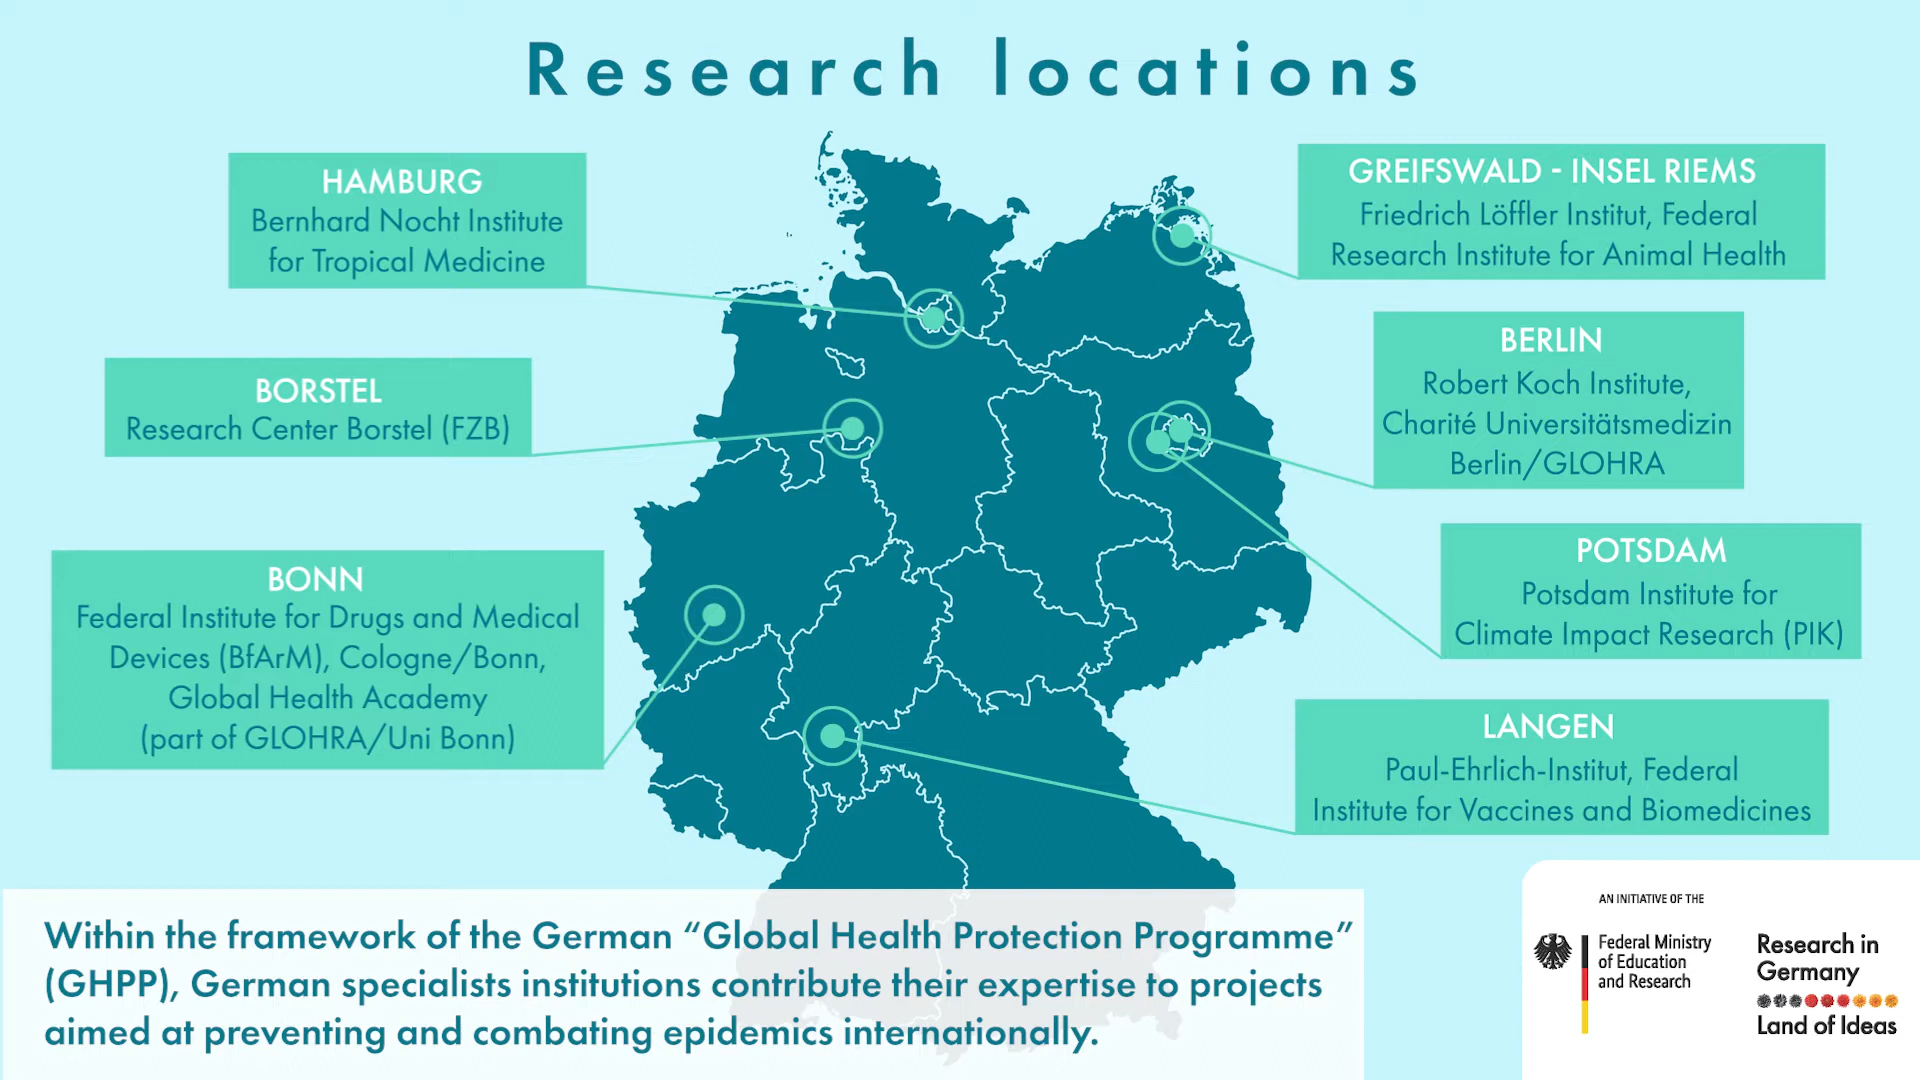 Research locations
HAMBURG
Bernhard Nocht Institute
for Tropical Medicine
GREIFSWALD - INSEL RIEMS
Friedrich Löffler Institut, Federal
Research Institute for Animal Health
BORSTEL
Research Center Borstel (FZB)
BERLIN
Robert Koch Institute,
Charité Universitätsmedizin
Berlin/GLOHRA
BONN
Federal Institute for Drugs and Medical
Devices (BfArM), Cologne/Bonn,
Global Health Academy
(part of GLOHRA/Uni Bonn)
POTSDAM
Potsdam Institute for
Climate Impact Research (PIK)
LANGEN
Paul-Ehrlich-Institut, Federal
Institute for Vaccines and Biomedicines
Within the framework of the German “Global Health Protection Programme”
(GHPP), German specialists institutions contribute their expertise to projects
aimed at preventing and combating epidemics internationally.
AN INITIATIVE OF THE
Federal Ministry
of Education
and Research
Research in
Germany
Land of Ideas